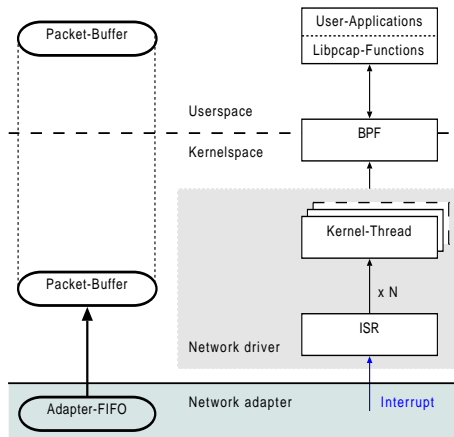 Packet-Buffer
User-Applications
Libpcap-Functions
Userspace
BPF
Kernelspace
Kernel-Thread
Packet-Buffer
x N
ISR
Network driver
Adapter-FIFO
Network adapter
Interrupt